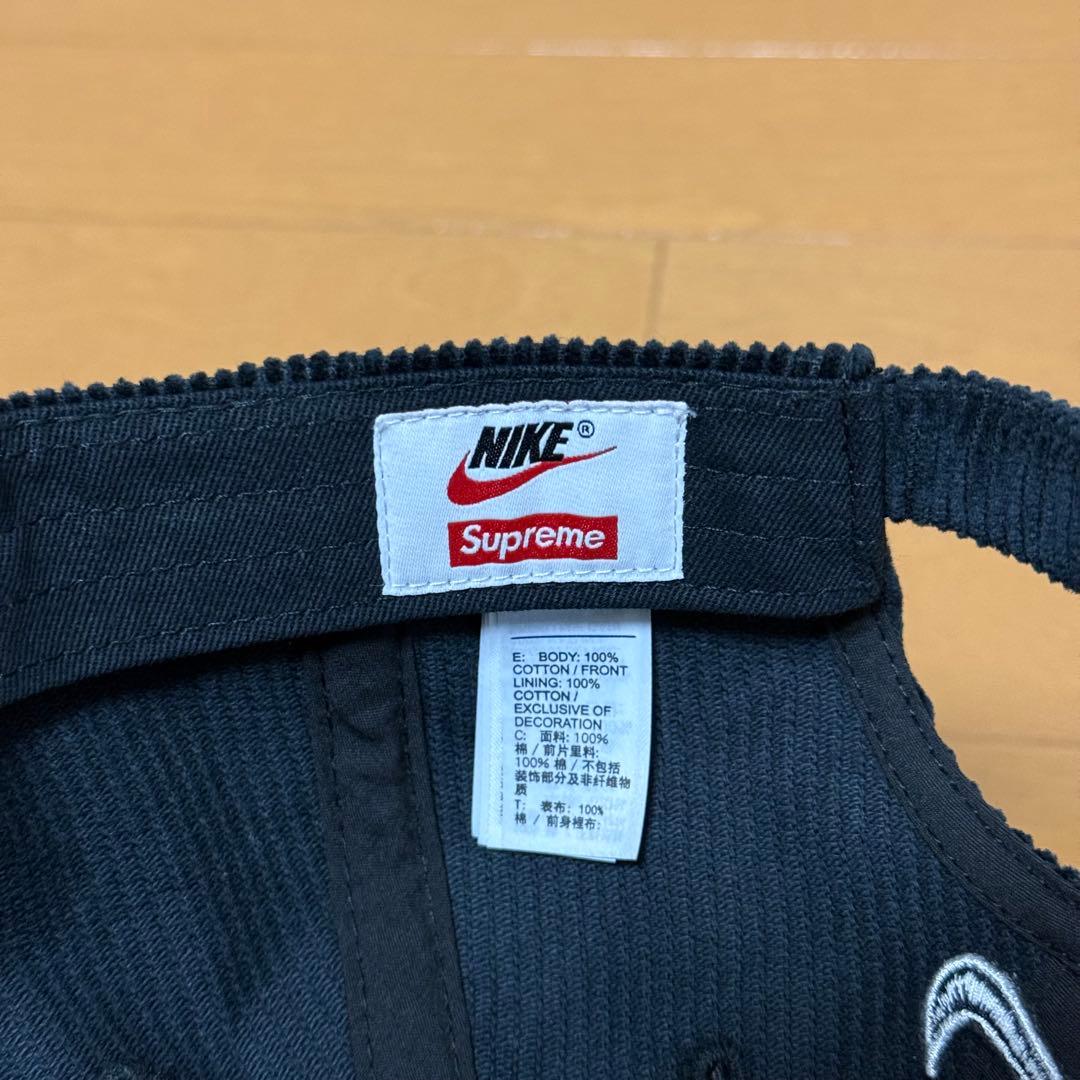 NIKE®
Supreme
E: BODY: 100%
COTTON / FRONT
LINING: 100%
COTTON /
EXCLUSIVE OF
DECORATION
C: 面料: 100%
棉 / 前片里料:
100% 棉 / 不包括
装饰部分及非纤维物
质
T: 表布: 100%
棉 / 前身裡布: